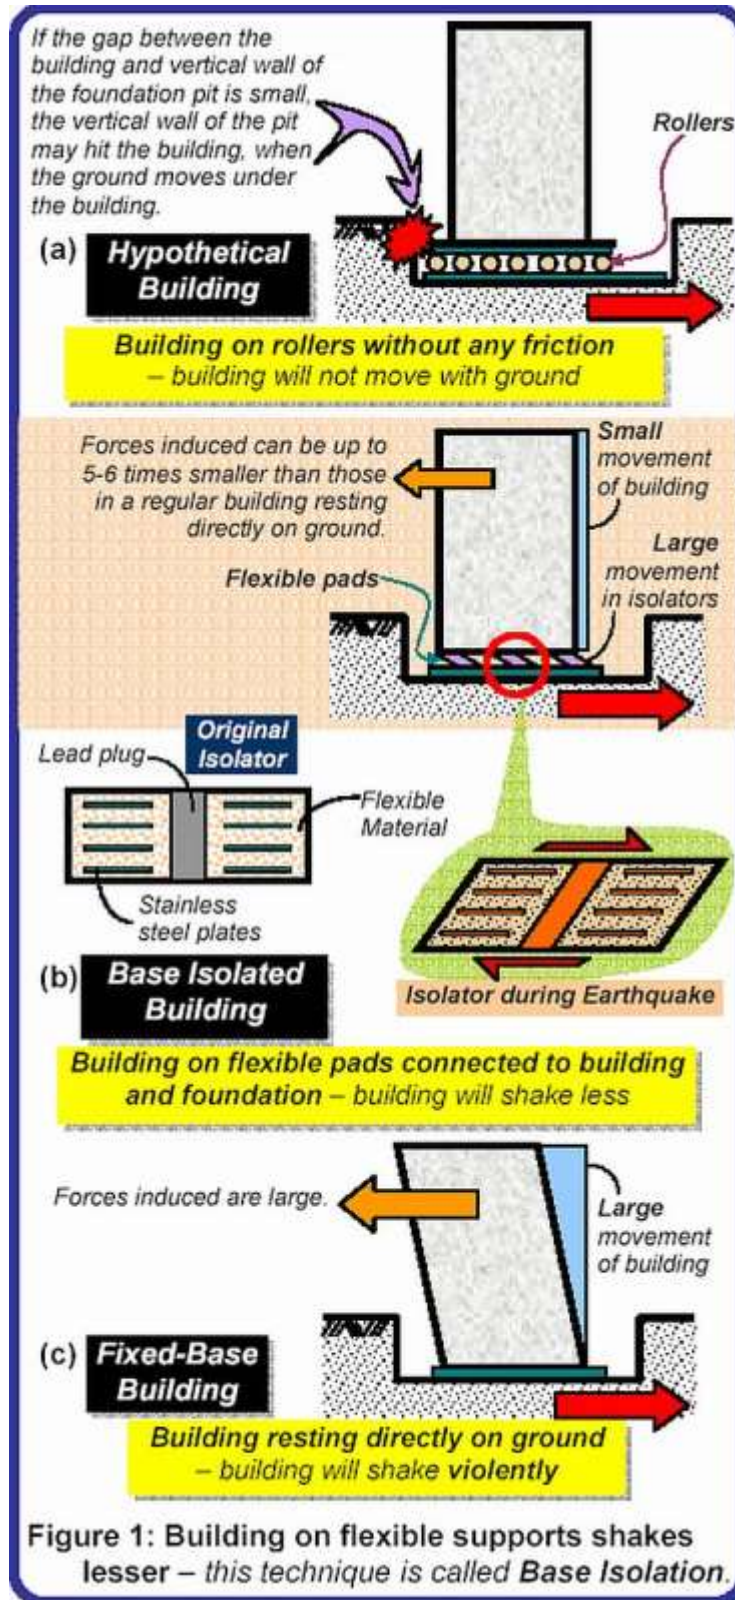 If the gap between the
building and vertical wall of
the foundation pit is small,
the vertical wall of the pit
may hit the building, when
the ground moves under
the building.
Rollers
(a) Hypothetical
Building
Building on rollers without any friction
– building will not move with ground
Forces induced can be up to
5-6 times smaller than those
in a regular building resting
directly on ground.
Small
movement
of building
Flexible pads
Large
movement
in isolators
Original
Isolator
Lead plug
Flexible
Material
Stainless
steel plates
(b) Base Isolated
Building
Isolator during Earthquake
Building on flexible pads connected to building
and foundation – building will shake less
Forces induced are large.
Large
movement
of building
(c) Fixed-Base
Building
Building resting directly on ground
– building will shake violently
Figure 1: Building on flexible supports shakes
lesser – this technique is called Base Isolation.